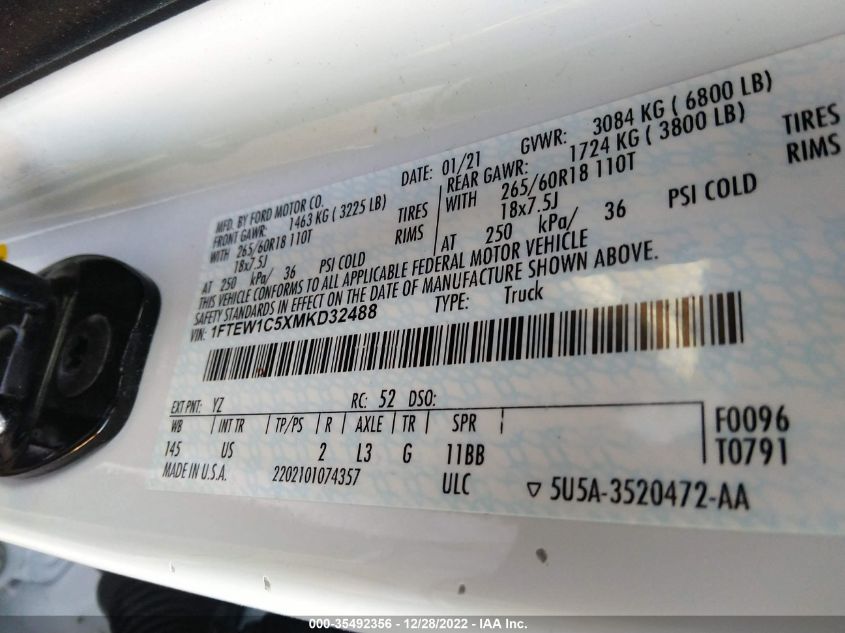 MFD. BY FORD MOTOR CO.
DATE: 01/21 GVWR: 3084 KG ( 6800 LB)
FRONT GAWR: 1463 KG ( 3225 LB)
REAR GAWR: 1724 KG ( 3800 LB)
WITH 265/60R18 110T TIRES
WITH 265/60R18 110T TIRES
18x7.5J RIMS
18x7.5J RIMS
AT 250 kPa/ 36 PSI COLD
AT 250 kPa/ 36 PSI COLD
THIS VEHICLE CONFORMS TO ALL APPLICABLE FEDERAL MOTOR VEHICLE
SAFETY STANDARDS IN EFFECT ON THE DATE OF MANUFACTURE SHOWN ABOVE.
VIN: 1FTEW1C5XMKD32488 TYPE: Truck
EXT PNT: YZ RC: 52 DSO:
WB INT TR TP/PS R AXLE TR SPR F0096
145 US 2 L3 G 11BB T0791
MADE IN U.S.A. 2202101074357 ULC ▽ 5U5A-3520472-AA
000-35492356 - 12/28/2022 - IAA Inc.